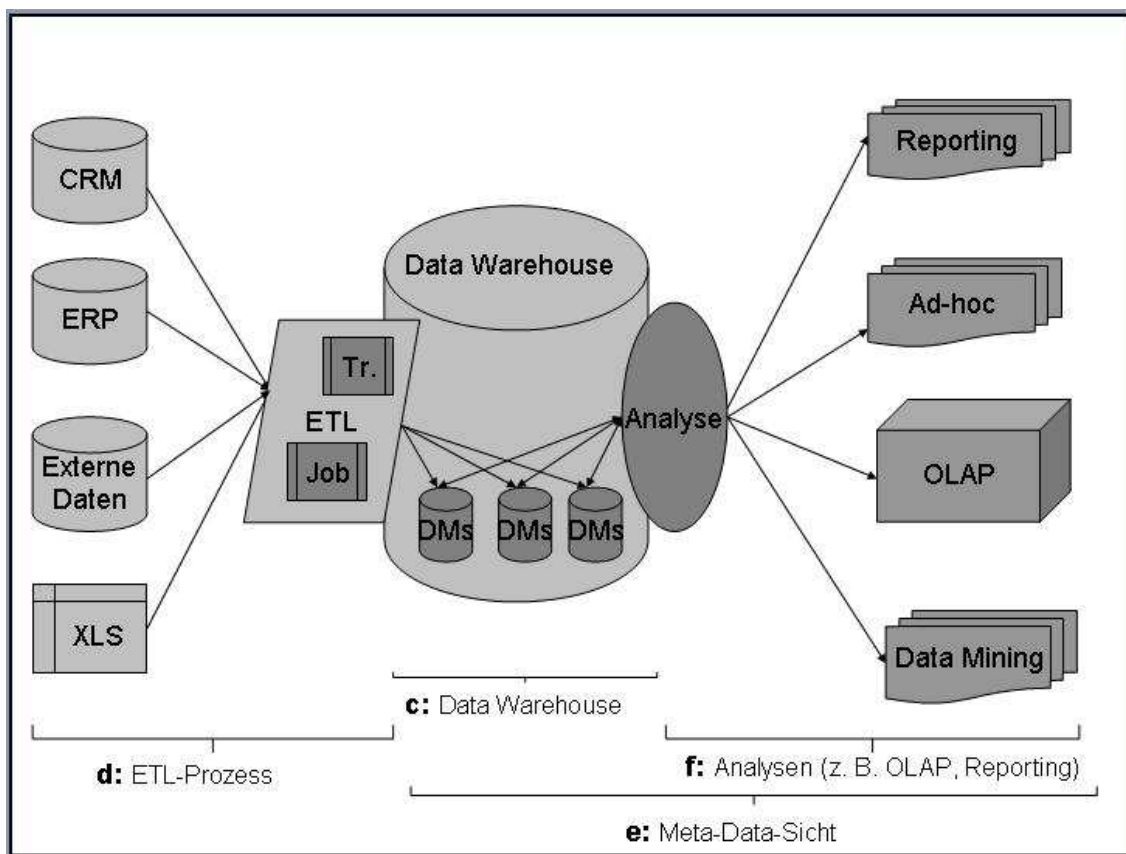 CRM
ERP
Externe
Daten
XLS
Tr.
ETL
Job
Data Warehouse
DMs
DMs
DMs
Analyse
Reporting
Ad-hoc
OLAP
Data Mining
c: Data Warehouse
d: ETL-Prozess
f: Analysen (z. B. OLAP, Reporting)
e: Meta-Data-Sicht